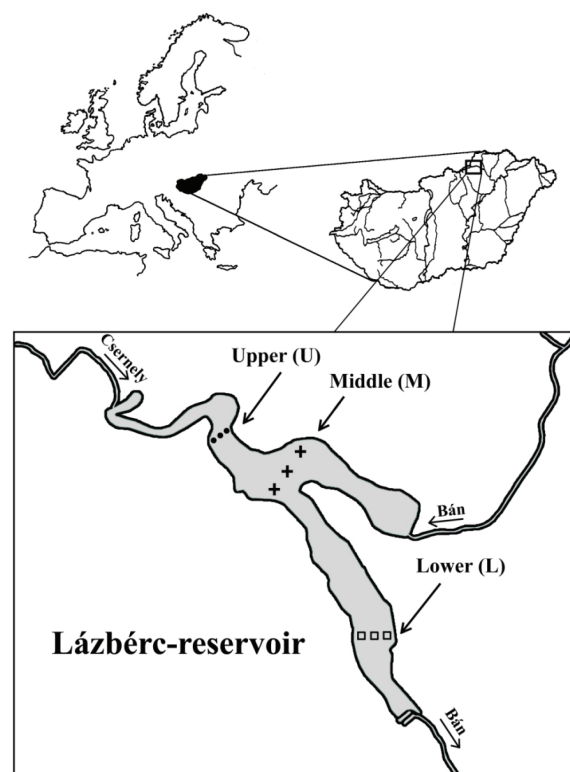 Csernely
Upper (U)
Middle (M)
Bán
Lower (L)
Lázbérc-reservoir
Bán